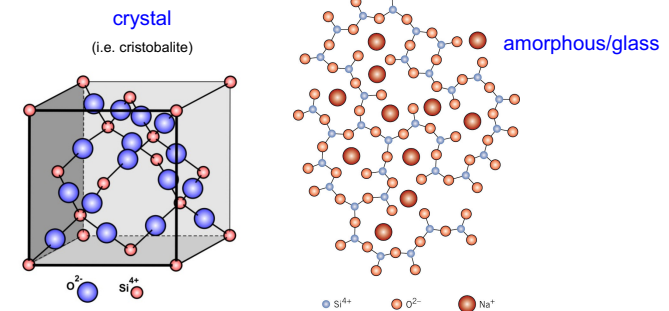 crystal
(i.e. cristobalite)
amorphous/glass
O²⁻ Si⁴⁺
Si⁴⁺ O²⁻ Na⁺